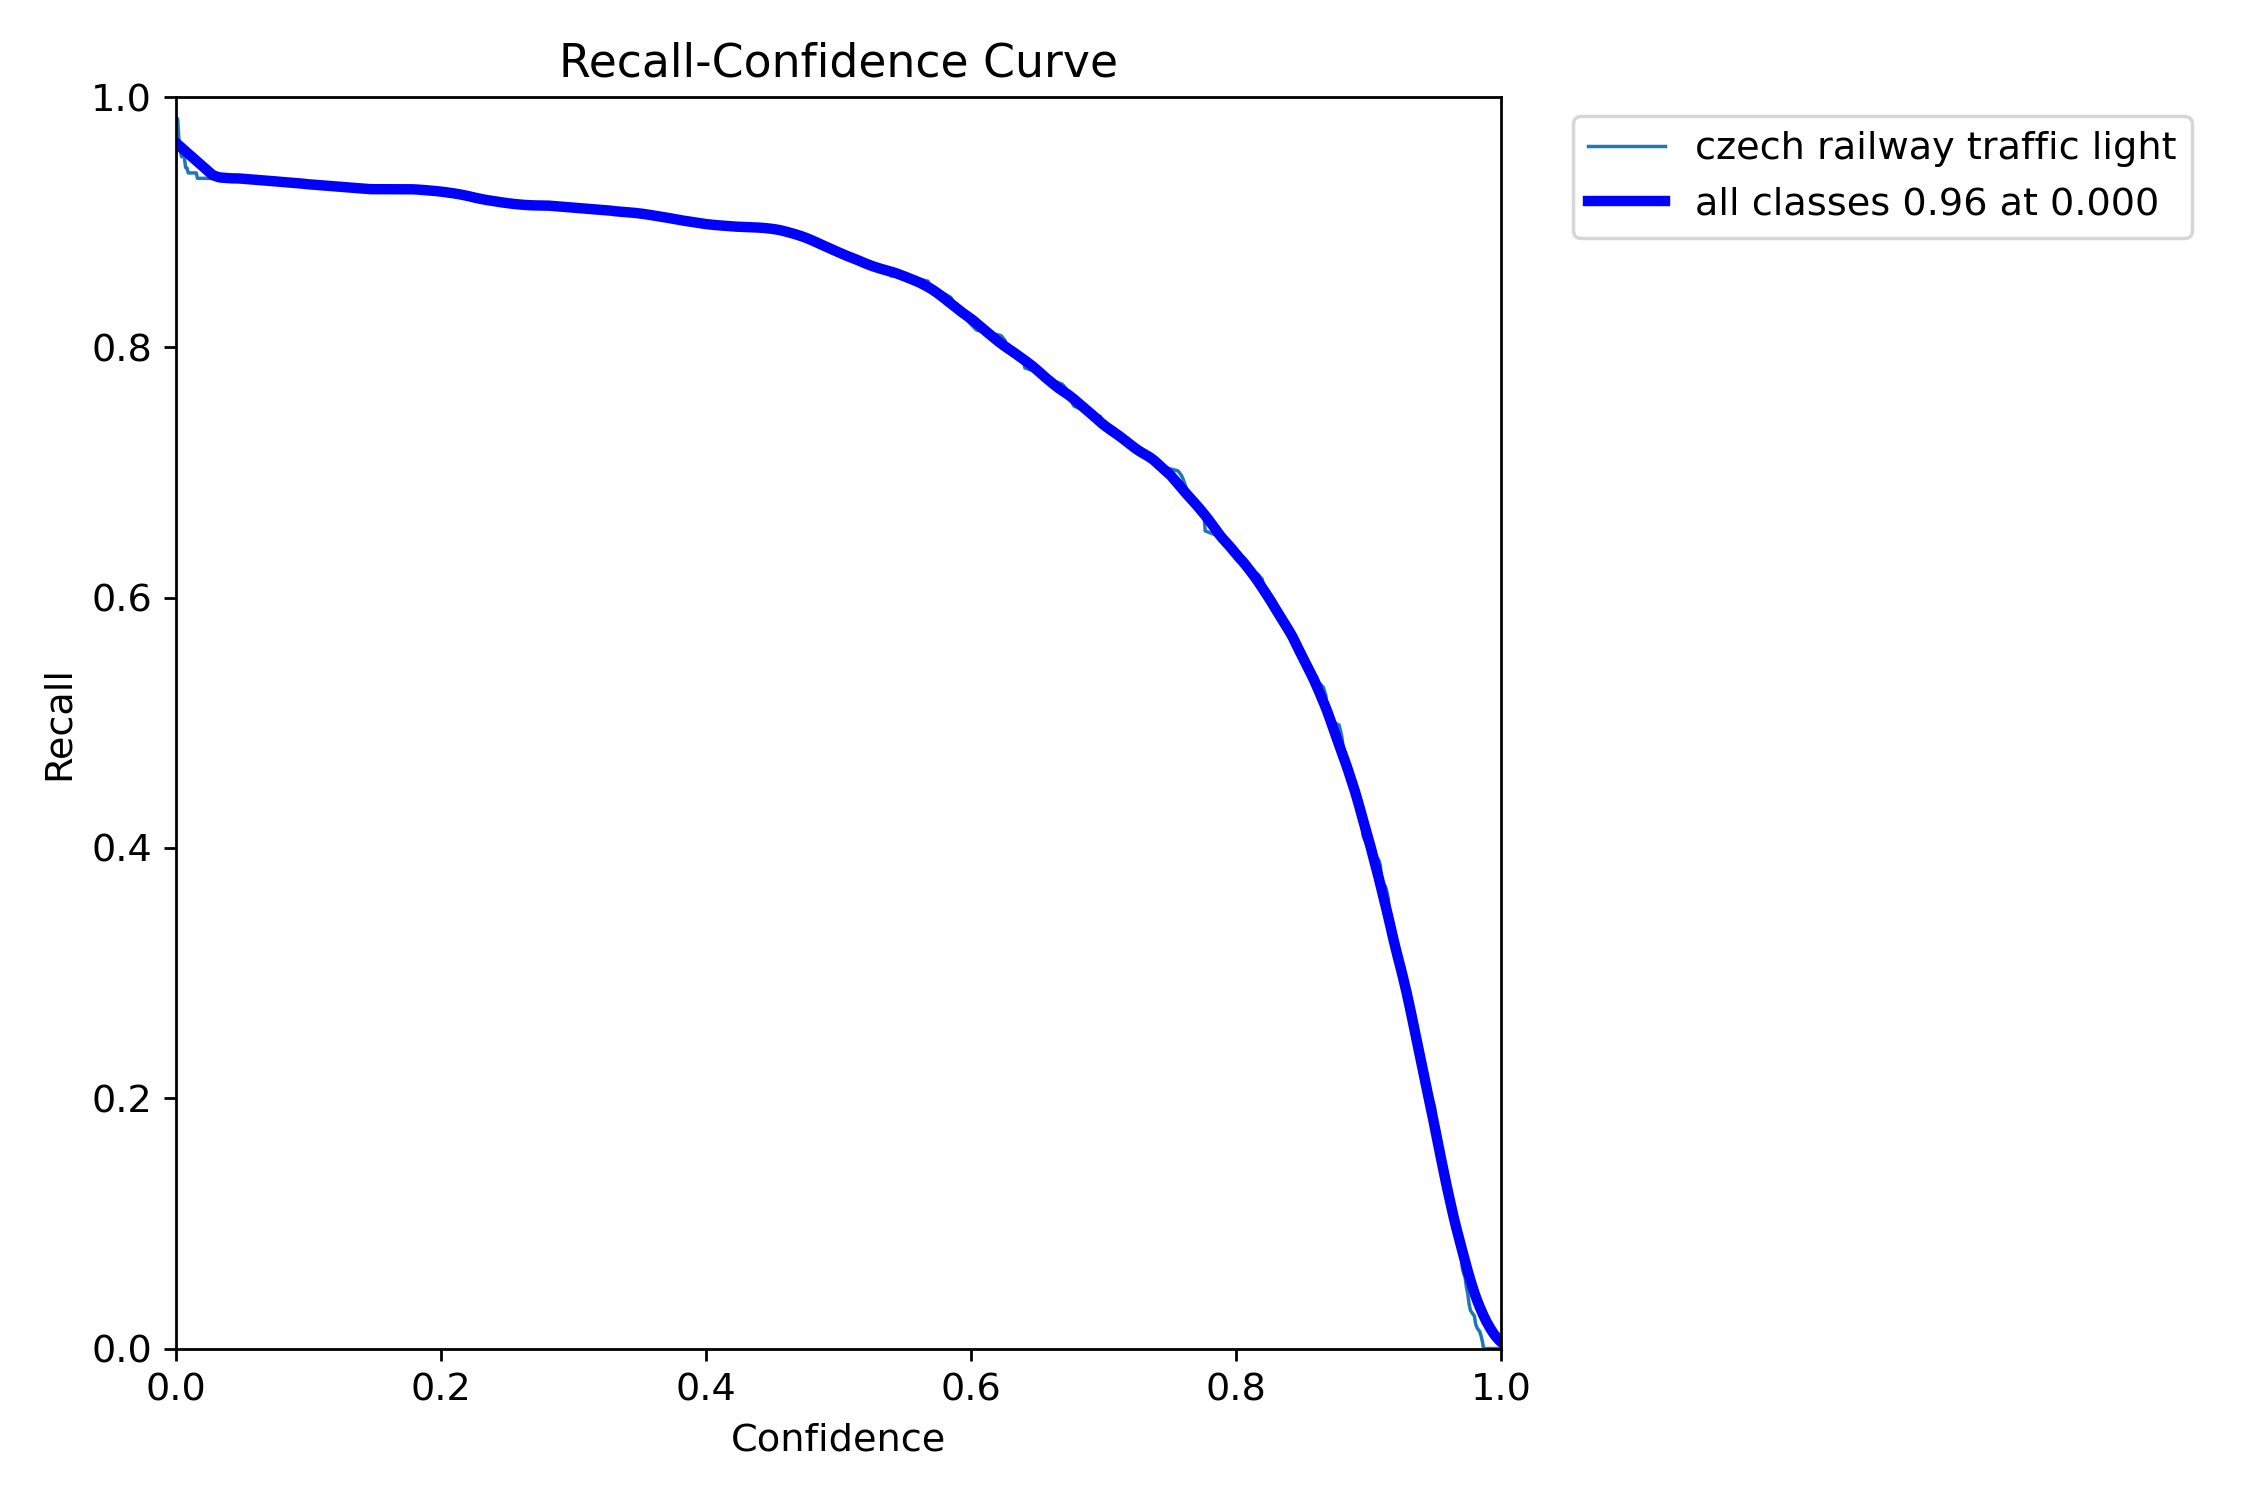 Recall-Confidence Curve
czech railway traffic light
all classes 0.96 at 0.000
Recall
1.0
0.8
0.6
0.4
0.2
0.0
0.0 0.2 0.4 0.6 0.8 1.0
Confidence